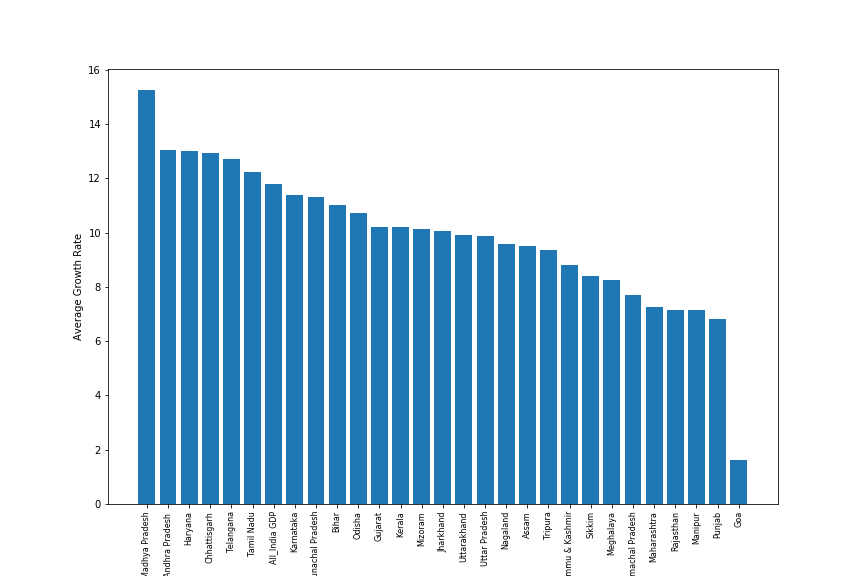 16
14
12
10
8
6
4
2
0
Average Growth Rate
Madhya Pradesh
Andhra Pradesh
Haryana
Chhattisgarh
Telangana
Tamil Nadu
All_India GDP
Karnataka
unachal Pradesh
Bihar
Odisha
Gujarat
Kerala
Mizoram
Jharkhand
Uttarakhand
Uttar Pradesh
Nagaland
Assam
Tripura
mmu & Kashmir
Sikkim
Meghalaya
machal Pradesh
Maharashtra
Rajasthan
Manipur
Punjab
Goa